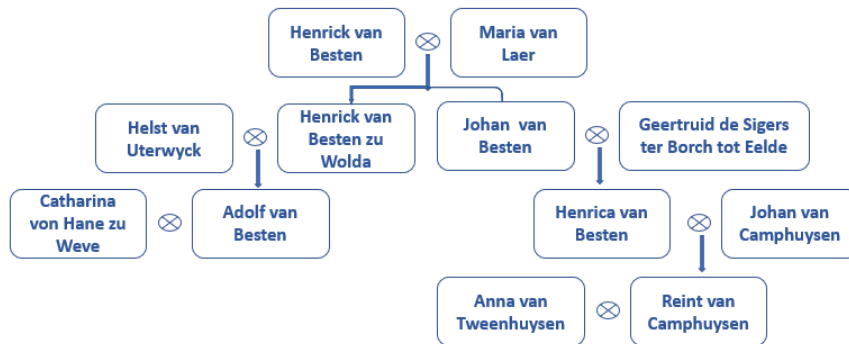 Henrick van
Besten
Maria van
Laer
Helst van
Uterwyck
Henrick van
Besten zu
Wolda
Johan van
Besten
Geertruid de Sigers
ter Borch tot Eelde
Catharina
von Hane zu
Weve
Adolf van
Besten
Henrica van
Besten
Johan van
Camphuysen
Anna van
Tweenhuysen
Reint van
Camphuysen